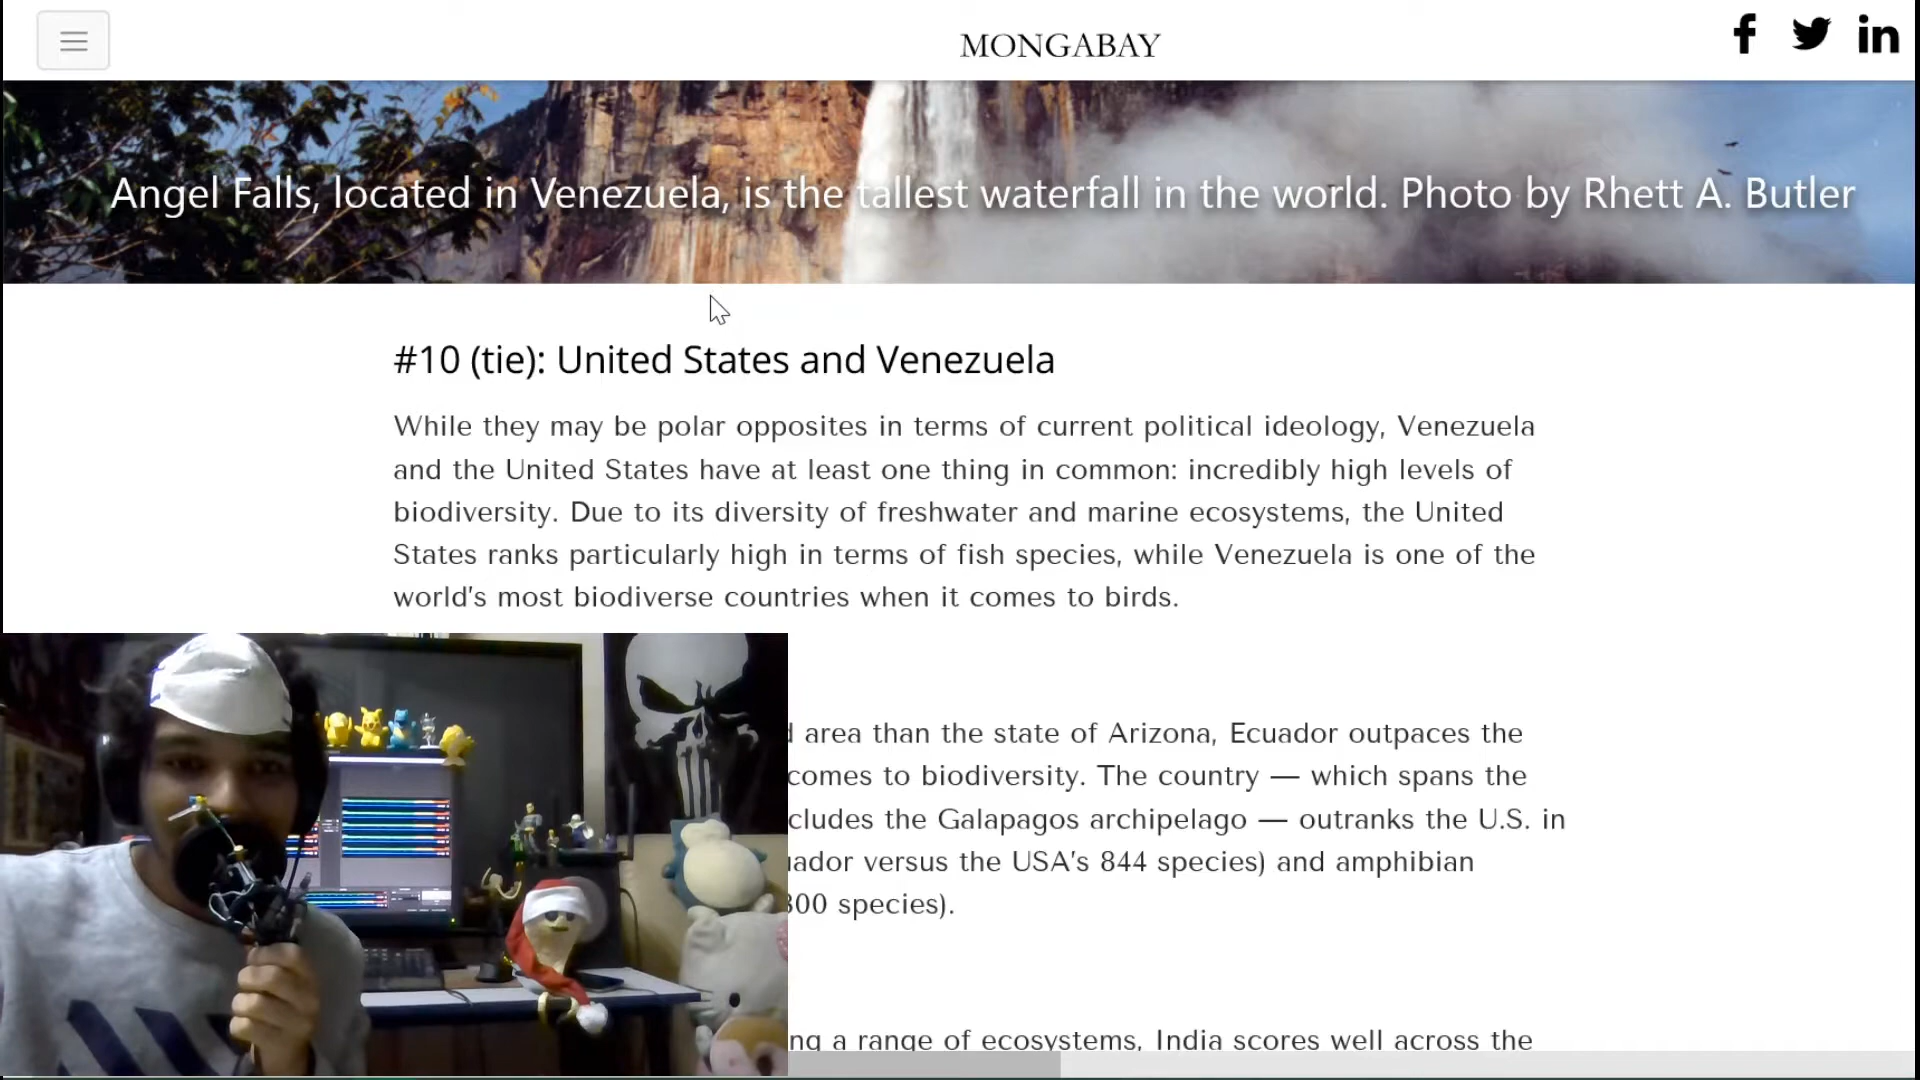 MONGABAY
Angel Falls, located in Venezuela, is the tallest waterfall in the world. Photo by Rhett A. Butler
#10 (tie): United States and Venezuela
While they may be polar opposites in terms of current political ideology, Venezuela
and the United States have at least one thing in common: incredibly high levels of
biodiversity. Due to its diversity of freshwater and marine ecosystems, the United
States ranks particularly high in terms of fish species, while Venezuela is one of the
world's most biodiverse countries when it comes to birds.
area than the state of Arizona, Ecuador outpaces the
comes to biodiversity. The country — which spans the
the Galapagos archipelago — outranks the U.S. in
versus the USA's 844 species) and amphibian
species).
a range of ecosystems, India scores well across the